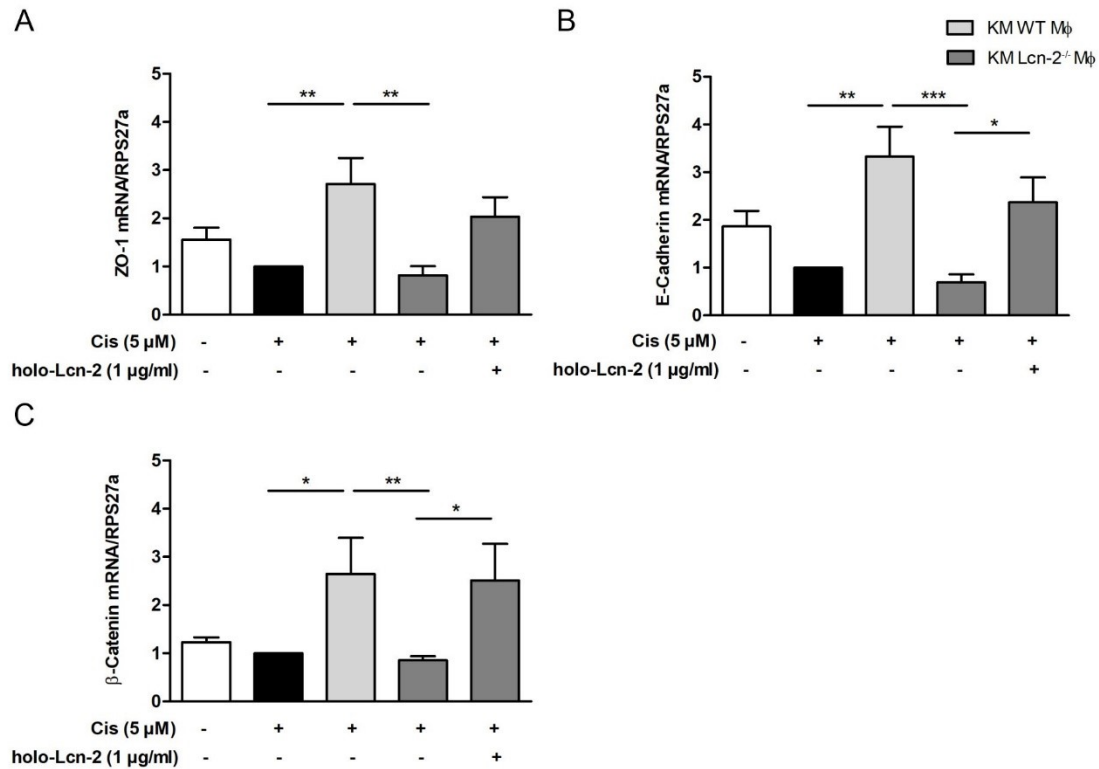 A
B
KM WT Mϕ
KM Lcn-2-/- Mϕ
ZO-1 mRNA/RPS27a
5
4
3
2
1
0
** **
Cis (5 µM) - + + + +
holo-Lcn-2 (1 µg/ml) - - - - +
E-Cadherin mRNA/RPS27a
5
4
3
2
1
0
** *** *
Cis (5 µM) - + + + +
holo-Lcn-2 (1 µg/ml) - - - - +
C
β-Catenin mRNA/RPS27a
5
4
3
2
1
0
* ** *
Cis (5 µM) - + + + +
holo-Lcn-2 (1 µg/ml) - - - - +